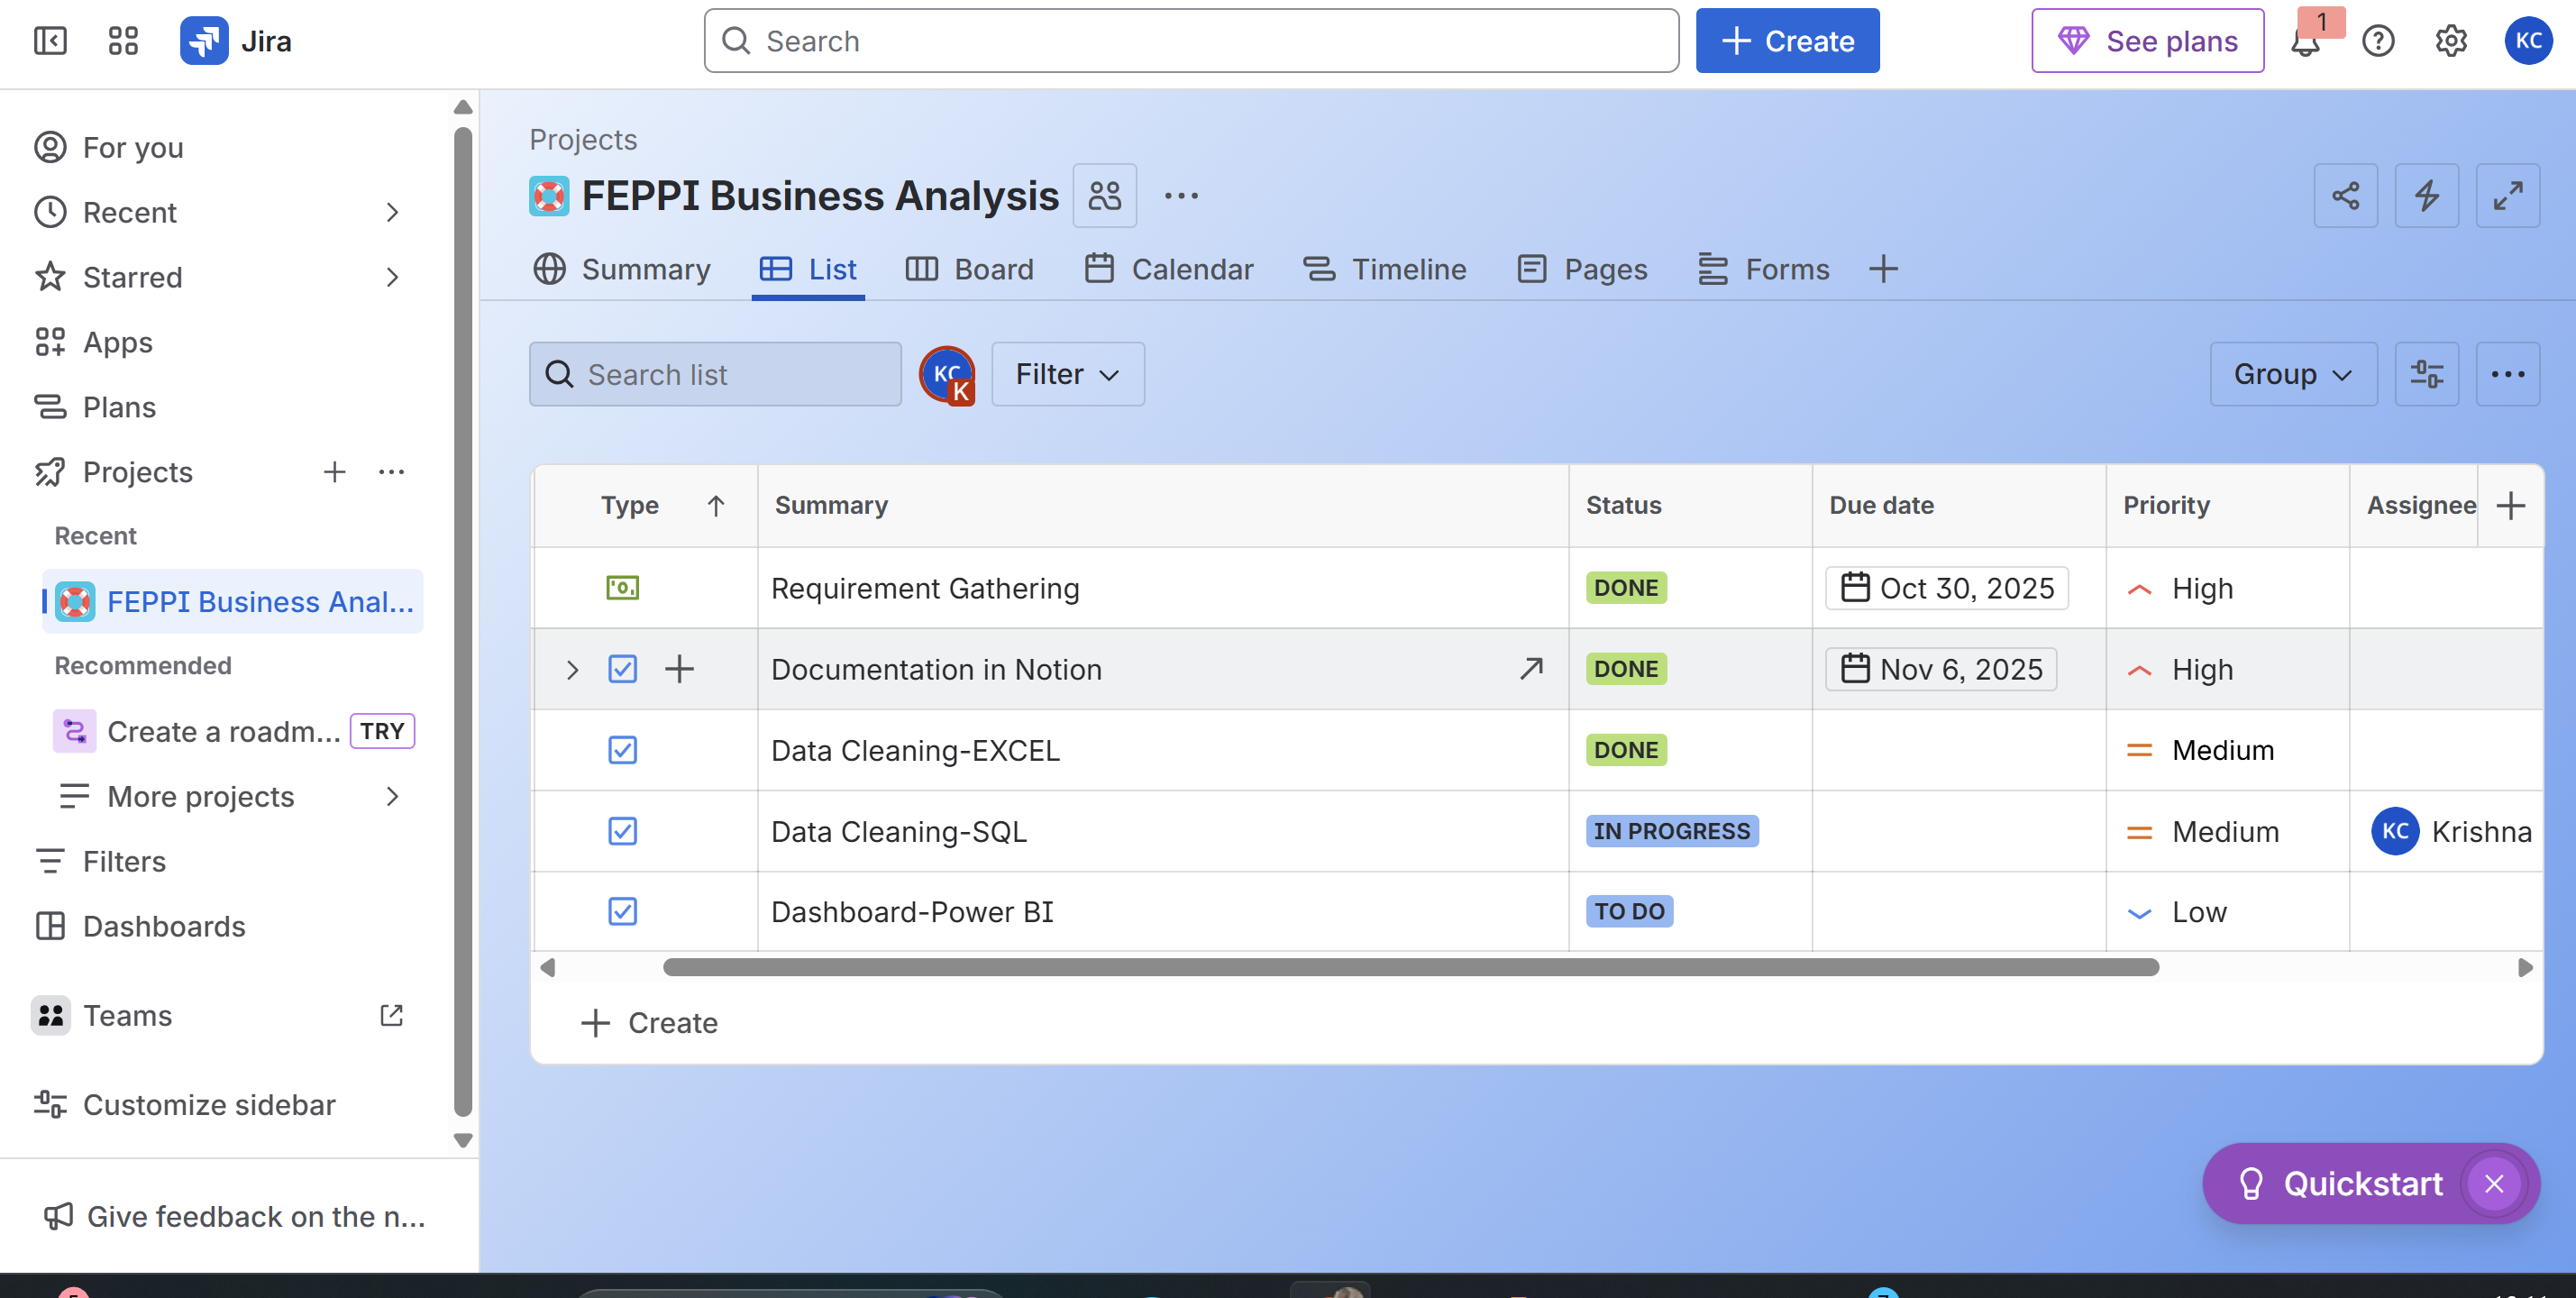 Jira
Search
Create
See plans
1
KC
For you
Recent
Starred
Apps
Plans
Projects
Recent
FEPPI Business Anal...
Recommended
Create a roadm...
TRY
More projects
Filters
Dashboards
Teams
Customize sidebar
Give feedback on the n...
Projects
FEPPI Business Analysis
Summary
List
Board
Calendar
Timeline
Pages
Forms
Search list
KC
K
Filter
Group
Type Summary Status Due date Priority Assignee
Requirement Gathering DONE Oct 30, 2025 High
Documentation in Notion DONE Nov 6, 2025 High
Data Cleaning-EXCEL DONE Medium
Data Cleaning-SQL IN PROGRESS Medium KC Krishna
Dashboard-Power BI TO DO Low
Create
Quickstart